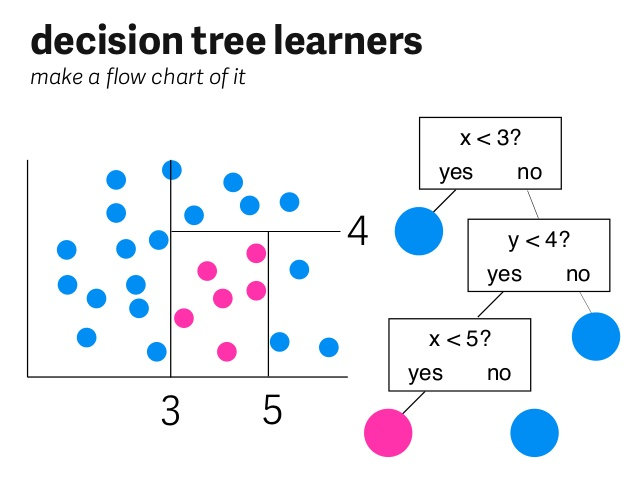 decision tree learners
make a flow chart of it
x < 3?
yes no
4
y < 4?
yes no
x < 5?
yes no
3 5